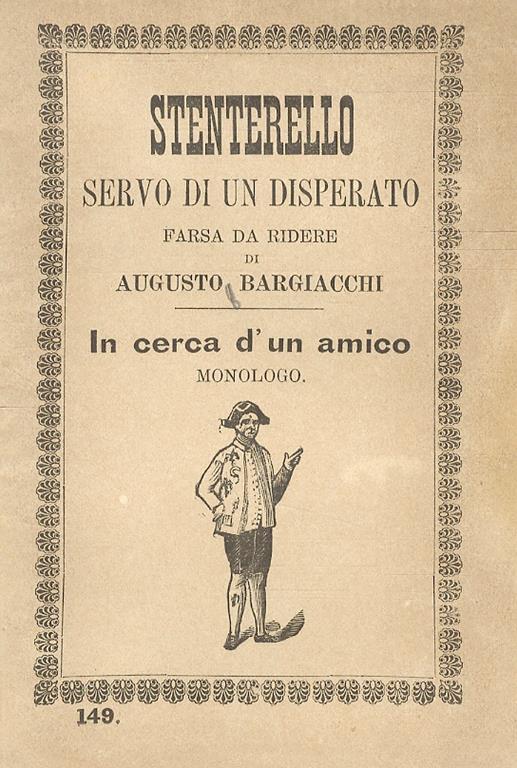 STENTERELLO
SERVO DI UN DISPERATO
FARSA DA RIDERE
DI
AUGUSTO BARGIACCHI
In cerca d'un amico
MONOLOGO.
149.